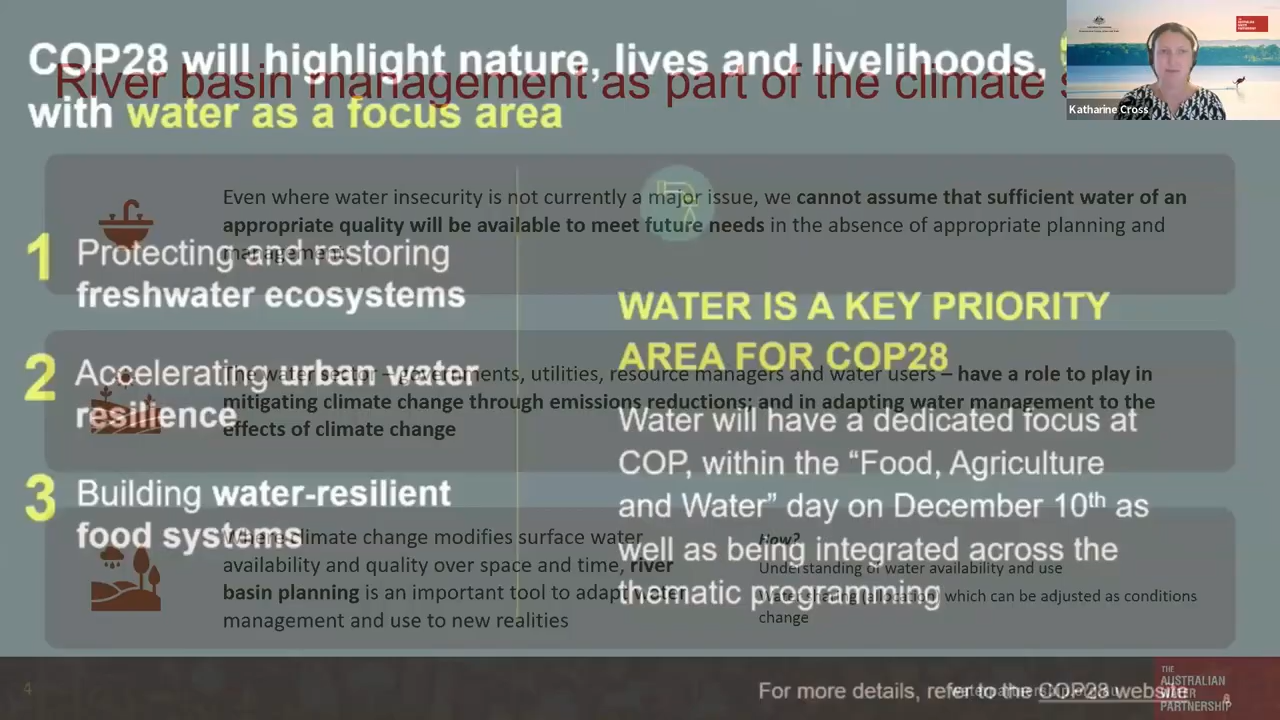 COP28 will highlight nature, lives and livelihoods,
with water as a focus area
River basin management as part of the climate
Katharine Cross
Even where water insecurity is not currently a major issue, we cannot assume that sufficient water of an
appropriate quality will be available to meet future needs in the absence of appropriate planning and
management
1 Protecting and restoring
freshwater ecosystems
2 Accelerating urban water
resilience
3 Building water-resilient
food systems
The water sector – governments, utilities, resource managers and water users – have a role to play in
mitigating climate change through emissions reductions; and in adapting water management to the
effects of climate change
Where climate change modifies surface water
availability and quality over space and time, river
basin planning is an important tool to adapt water
management and use to new realities
WATER IS A KEY PRIORITY
AREA FOR COP28
Water will have a dedicated focus at
COP, within the “Food, Agriculture
and Water” day on December 10th as
well as being integrated across the
thematic programming
How?
Understanding of water availability and use
Water sharing (allocation) which can be adjusted as conditions
change
4
For more details, refer to the COP28 website
THE
AUSTRALIAN
WATER
PARTNERSHIP